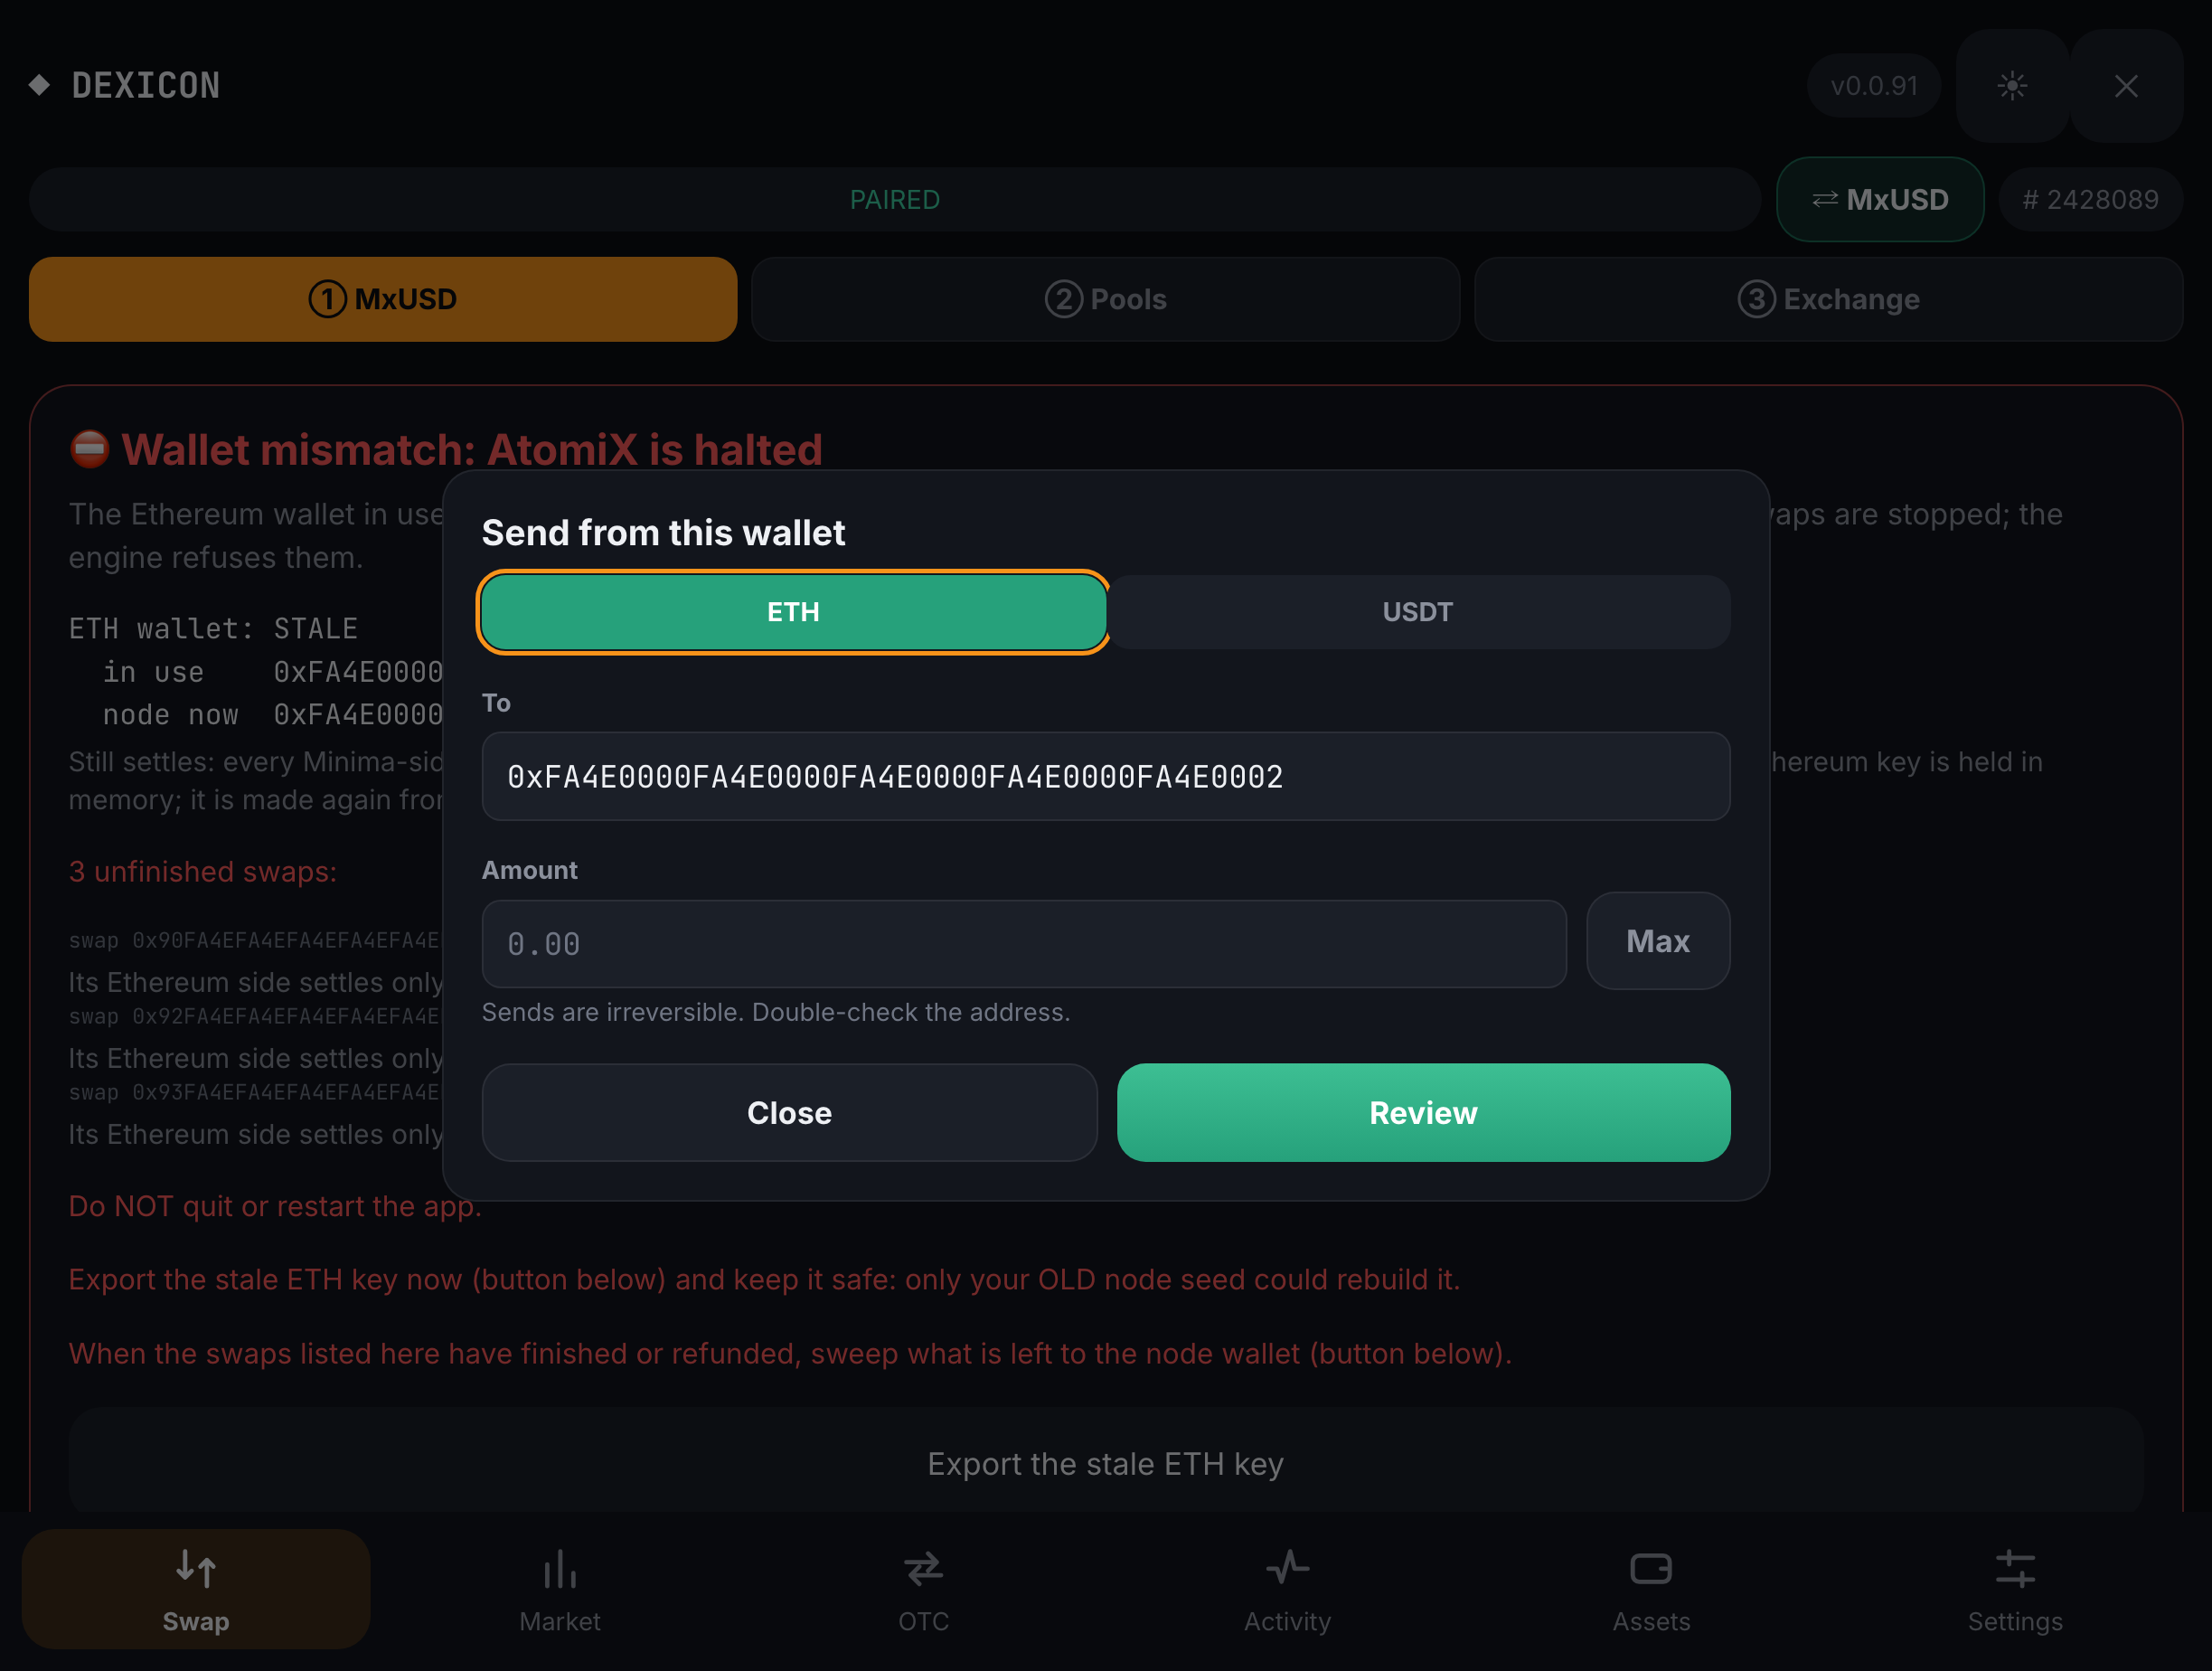 DEXICON
v0.0.91
PAIRED
⇄ MxUSD
# 2428089
① MxUSD
② Pools
③ Exchange
Wallet mismatch: AtomiX is halted
The Ethereum wallet in use
aps are stopped; the
engine refuses them.
ETH wallet: STALE
in use 0xFA4E0000
node now 0xFA4E0000
Still settles: every Minima-sid
hereum key is held in
memory; it is made again fror
3 unfinished swaps:
swap 0x90FA4EFA4EFA4EFA4EFA4E
Its Ethereum side settles only
swap 0x92FA4EFA4EFA4EFA4EFA4E
Its Ethereum side settles only
swap 0x93FA4EFA4EFA4EFA4EFA4E
Its Ethereum side settles only
Do NOT quit or restart the app.
Export the stale ETH key now (button below) and keep it safe: only your OLD node seed could rebuild it.
When the swaps listed here have finished or refunded, sweep what is left to the node wallet (button below).
Export the stale ETH key
Send from this wallet
ETH
USDT
To
0xFA4E0000FA4E0000FA4E0000FA4E0000FA4E0002
Amount
0.00
Max
Sends are irreversible. Double-check the address.
Close
Review
Swap
Market
OTC
Activity
Assets
Settings